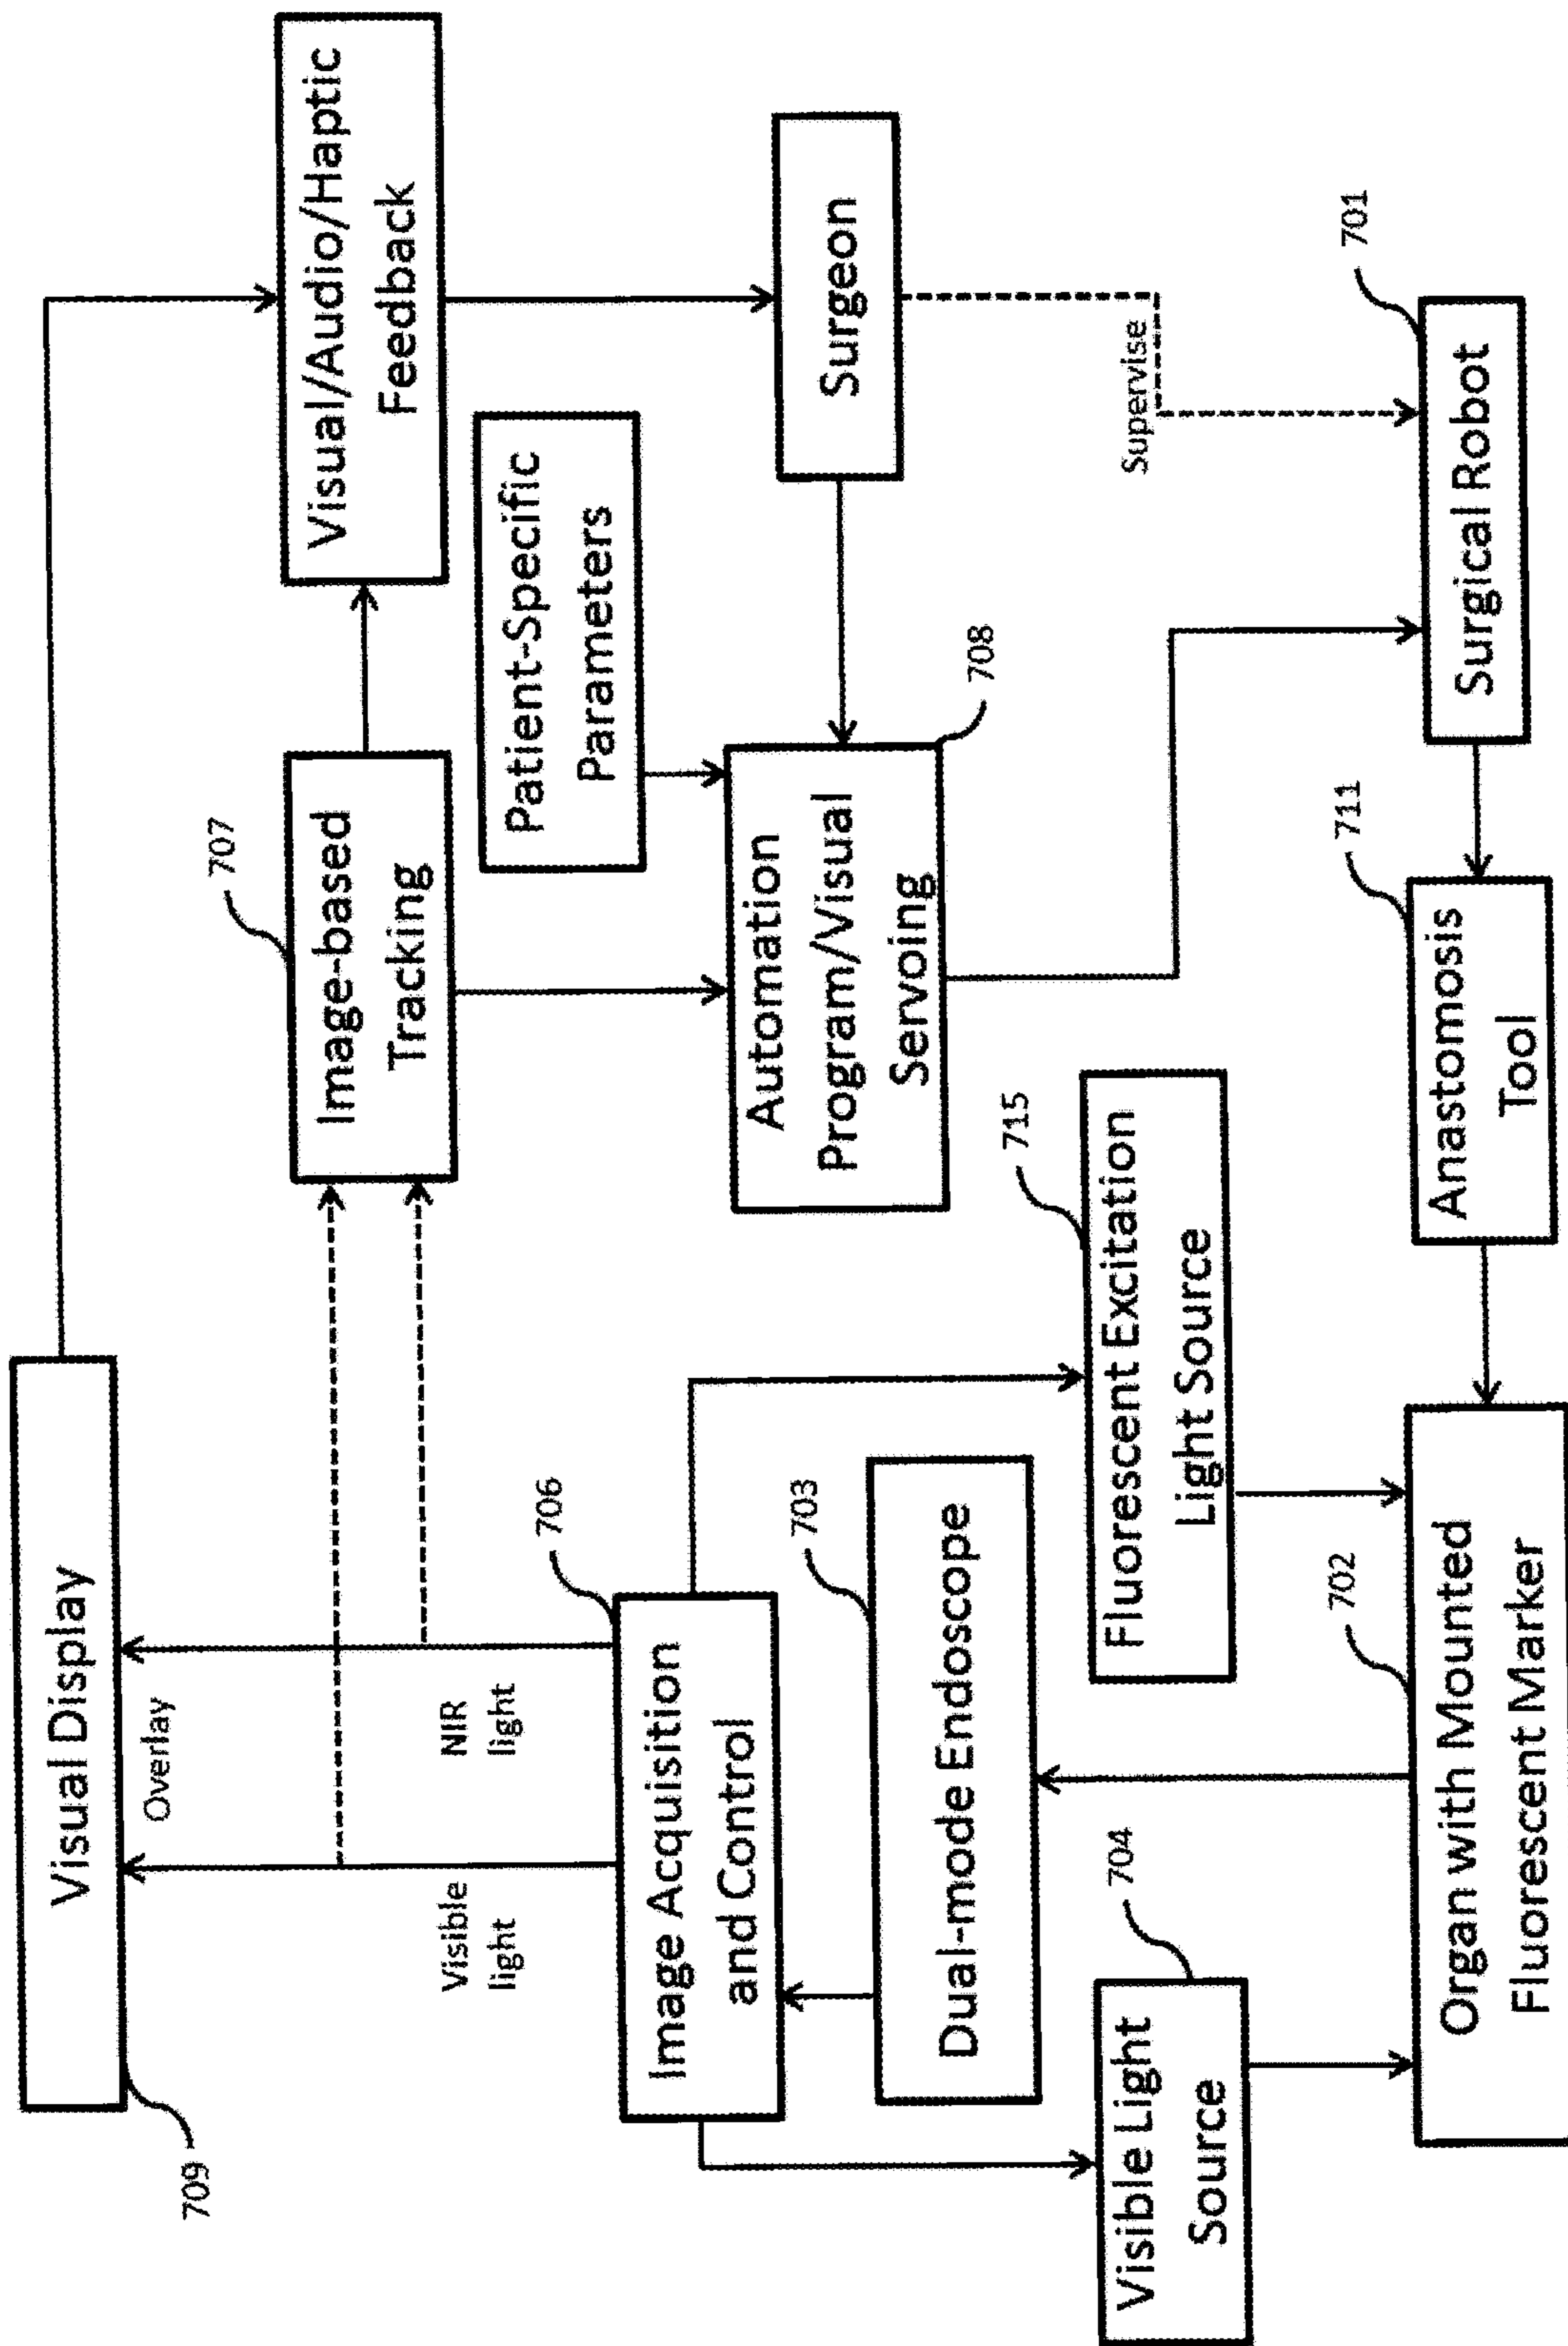 709
Visual Display
Overlay
Visible
light
NIR
light
707
Image-based
Tracking
Visual/Audio/Haptic
Feedback
Patient-Specific
Parameters
706
Image Acquisition
and Control
Automation
Program/Visual
Servoing
708
Surgeon
703
Dual-mode Endoscope
704
Visible Light
Source
715
Fluorescent Excitation
Light Source
Supervise
702
Organ with Mounted
Fluorescent Marker
711
Anastomosis
Tool
701
Surgical Robot